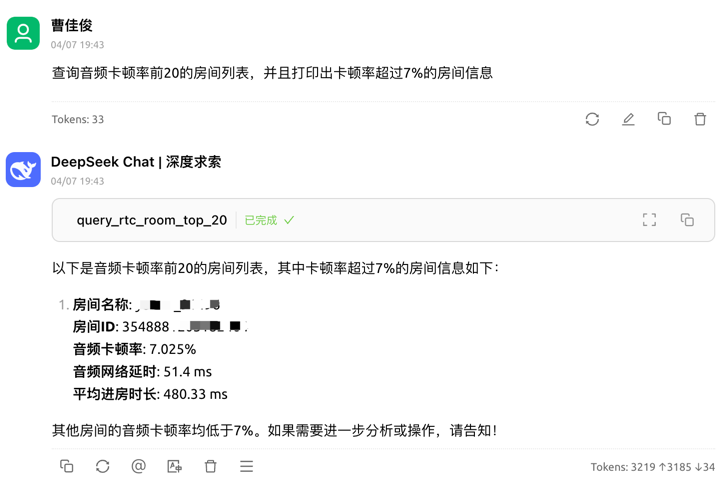 曹佳俊
04/07 19:43
查询音频卡顿率前20的房间列表，并且打印出卡顿率超过7%的房间信息
Tokens: 33
DeepSeek Chat | 深度求索
04/07 19:43
query_rtc_room_top_20 已完成
以下是音频卡顿率前20的房间列表，其中卡顿率超过7%的房间信息如下：
1. 房间名称:
房间ID: 354888
音频卡顿率: 7.025%
音频网络延时: 51.4 ms
平均进房时长: 480.33 ms
其他房间的音频卡顿率均低于7%。如果需要进一步分析或操作，请告知！
Tokens: 3219 ↑3185 ↓34